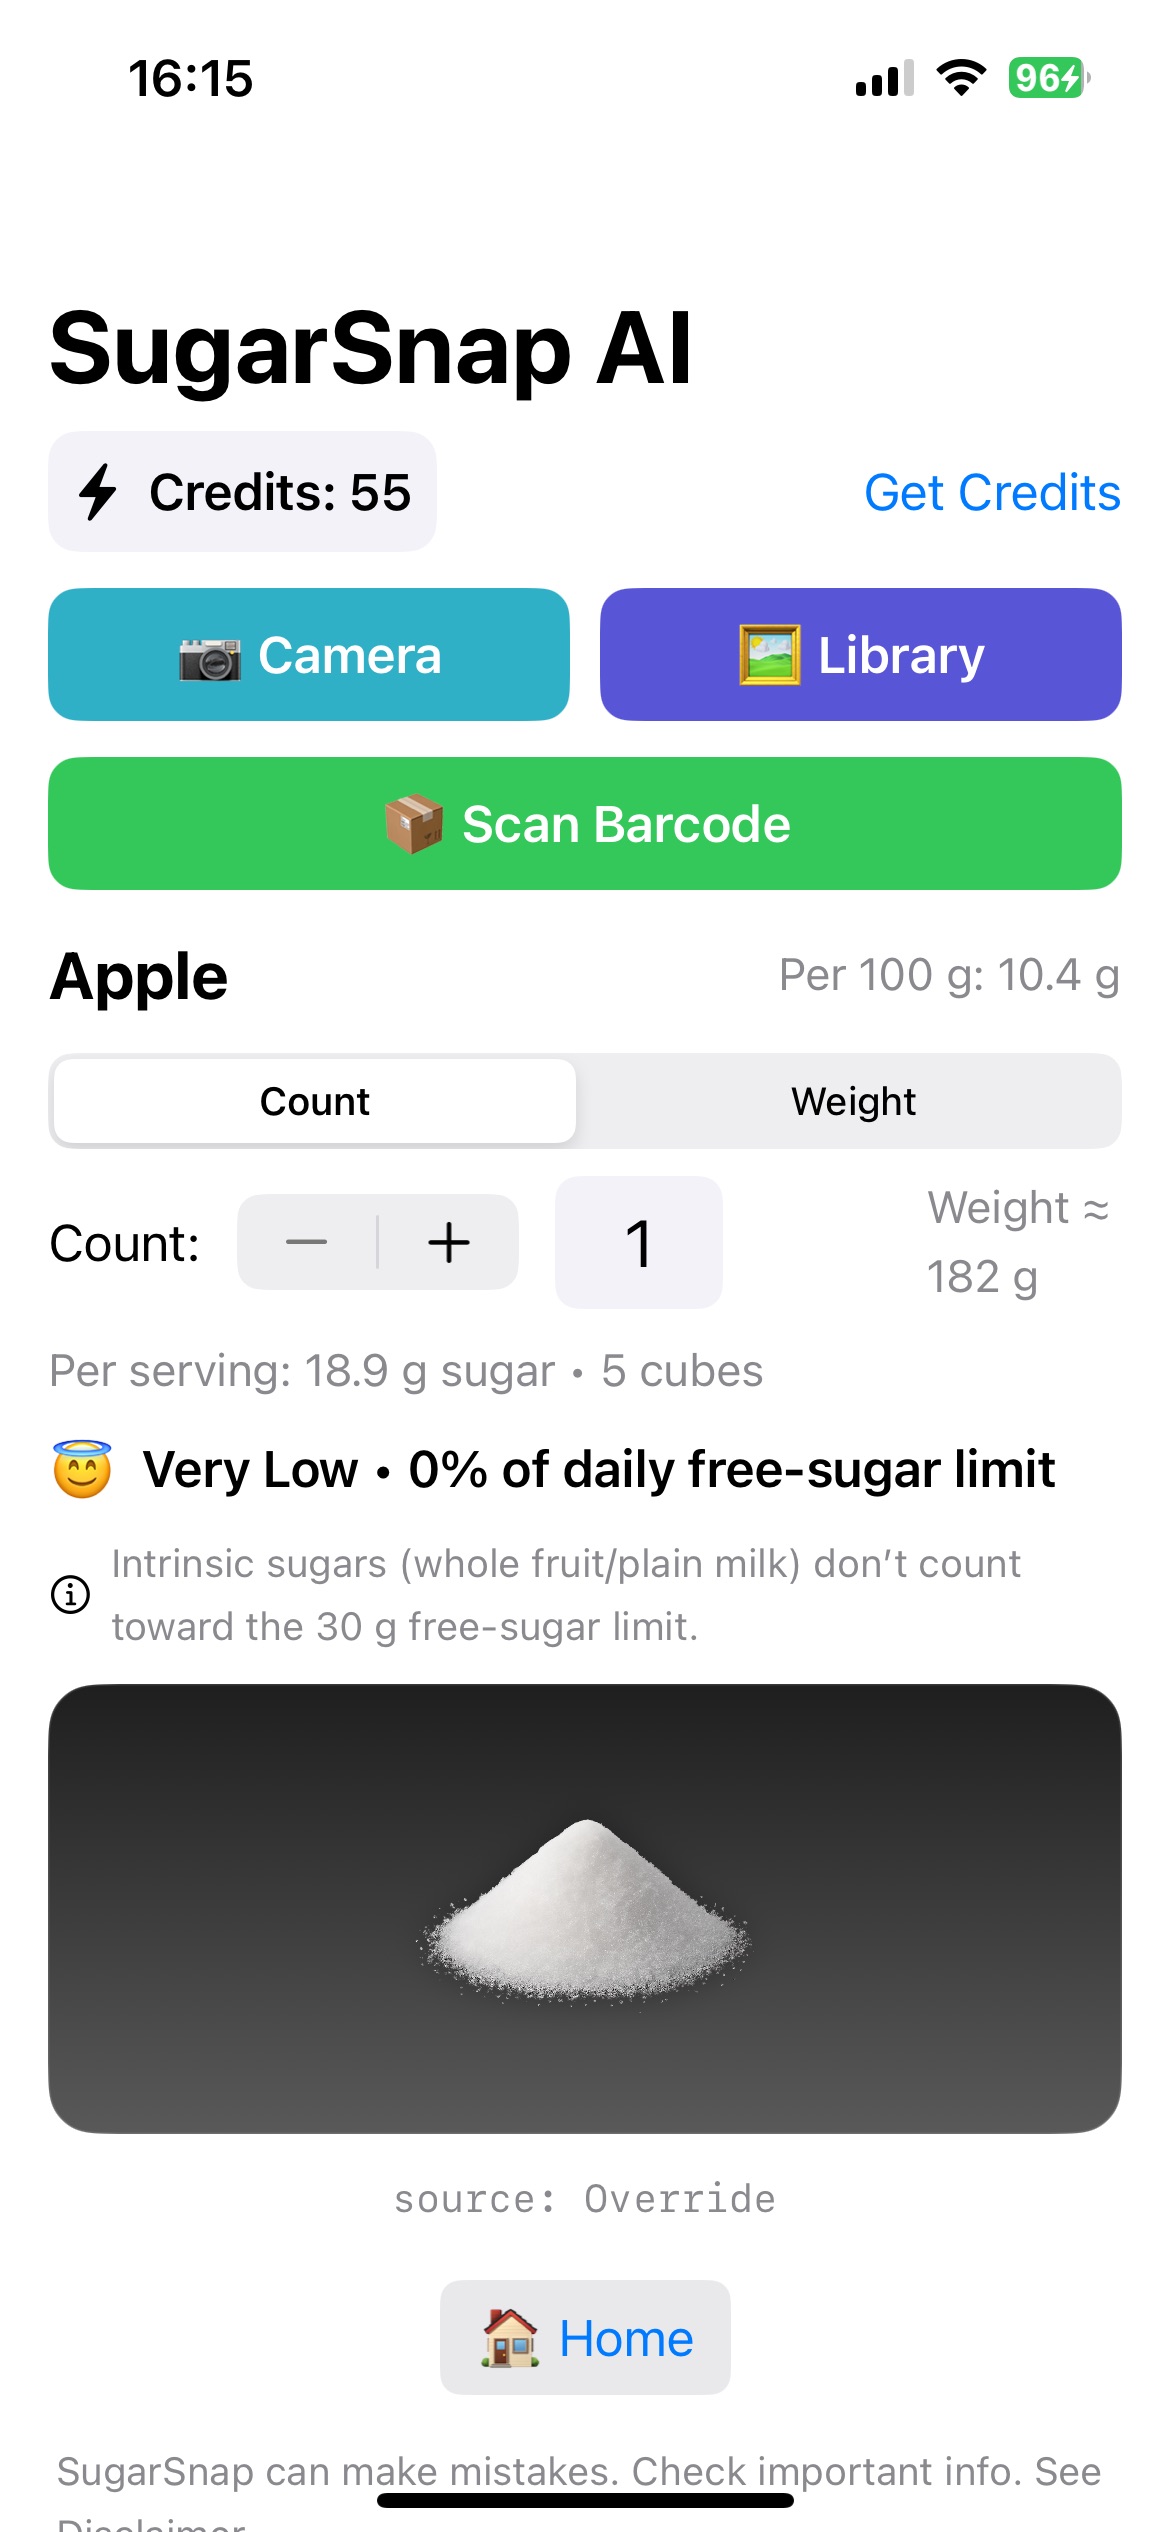 16:15
96
SugarSnap AI
Credits: 55
Get Credits
Camera
Library
Scan Barcode
Apple
Per 100 g: 10.4 g
Count
Weight
Count:
1
Weight ≈
182 g
Per serving: 18.9 g sugar • 5 cubes
Very Low • 0% of daily free-sugar limit
Intrinsic sugars (whole fruit/plain milk) don’t count
toward the 30 g free-sugar limit.
source: Override
Home
SugarSnap can make mistakes. Check important info. See
Disclaimer